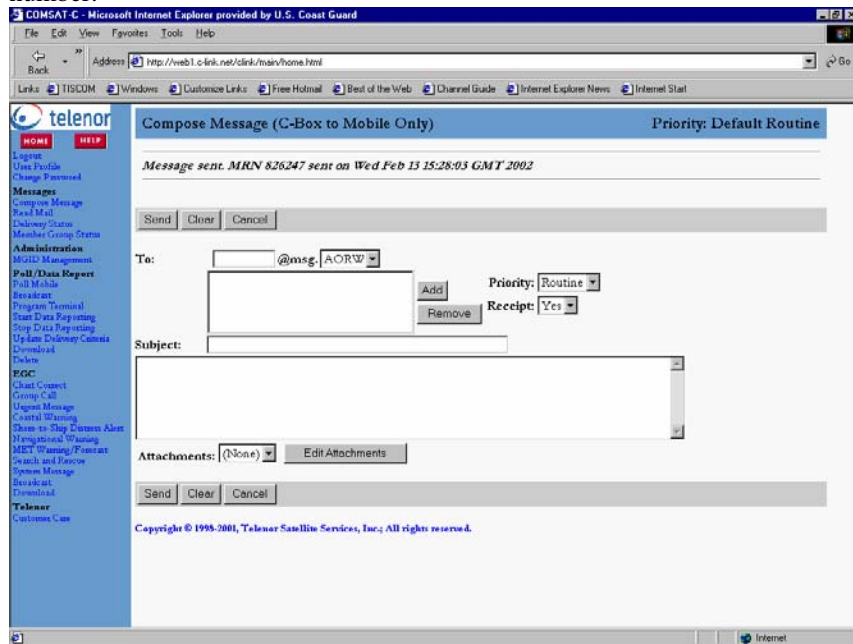 number.
COMSAT-C - Microsoft Internet Explorer provided by U.S. Coast Guard
File Edit View Favorites Tools Help
Back » Address http://web1.c-link.net/clink/main/home.html Go
Links TISCOM Windows Customize Links Free Hotmail Best of the Web Channel Guide Internet Explorer News Internet Start
telenor
HOME HELP
Logout
User Profile
Change Password
Messages
Compose Message
Read Mail
Delivery Status
Member Group Status
Administration
MGID Management
Poll/Data Report
Poll Mobile
Broadcast
Program Terminal
Start Data Reporting
Stop Data Reporting
Update Delivery Criteria
Download
Delete
EGC
Chart Correct
Group Call
Urgent Message
Coastal Warning
Shore-to-Ship Distress Alert
Navigational Warning
MET Warning/Forecast
Search and Rescue
System Message
Broadcast
Download
Telenor
Customer Care
Compose Message (C-Box to Mobile Only) Priority: Default Routine
Message sent. MRN 826247 sent on Wed Feb 13 15:28:03 GMT 2002
Send Clear Cancel
To: @msg. AORW
Add Priority: Routine
Remove Receipt: Yes
Subject:
Attachments: (None) Edit Attachments
Send Clear Cancel
Copyright © 1998-2001, Telenor Satellite Services, Inc.; All rights reserved.
Internet